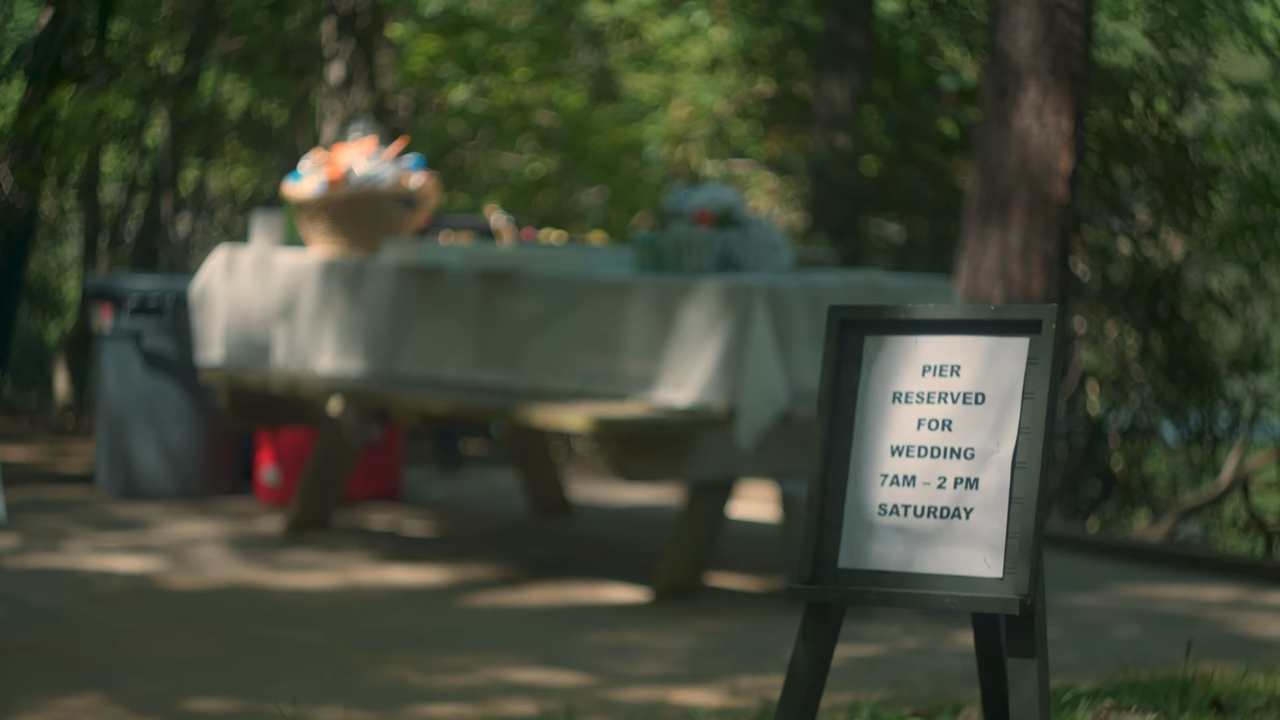 PIER
RESERVED
FOR
WEDDING
7AM – 2 PM
SATURDAY